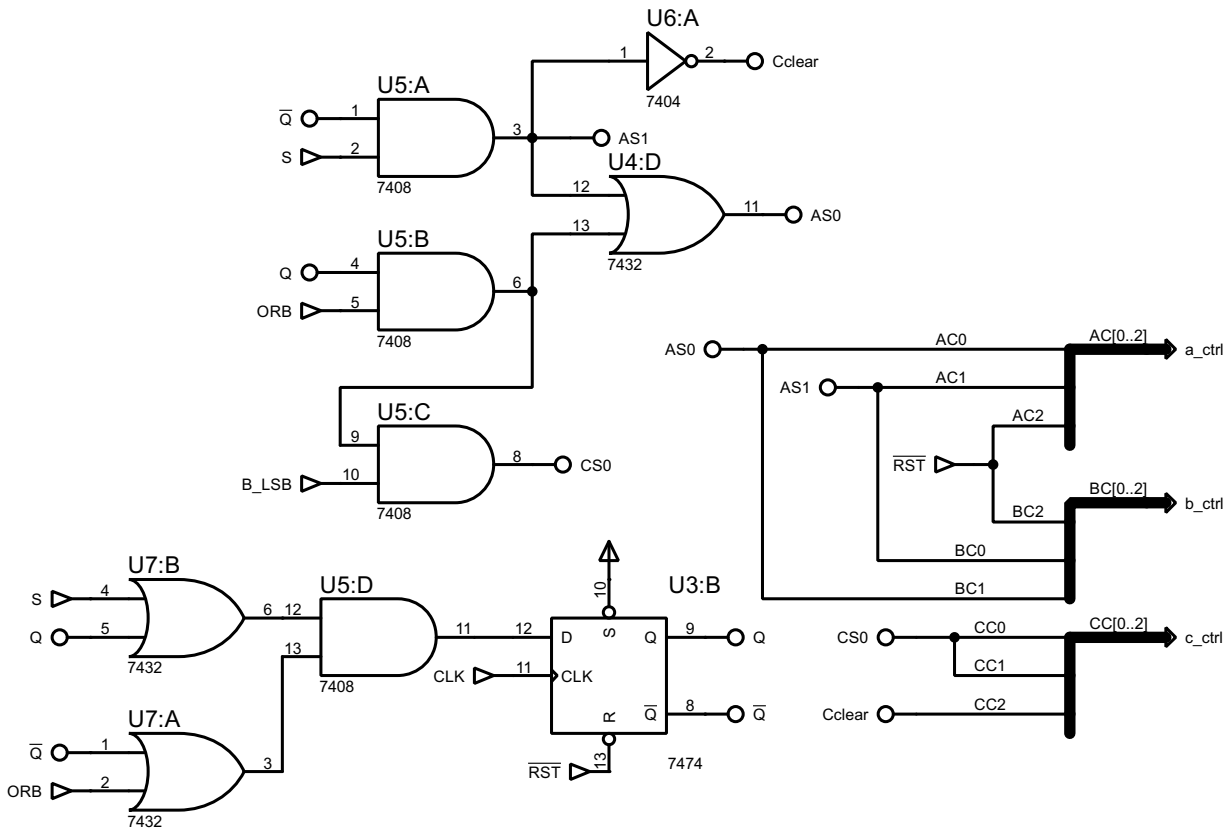 U6:A
1
2
Cclear
7404
U5:A
Q
1
S
2
3
AS1
7408
U4:D
12
13
11
AS0
7432
U5:B
Q
4
ORB
5
6
7408
U5:C
9
B_LSB
10
8
CS0
7408
AS0
AC0
AC[0..2]
a_ctrl
AS1
AC1
AC2
RST
BC[0..2]
b_ctrl
BC2
BC0
BC1
CS0
CC0
CC[0..2]
c_ctrl
CC1
Cclear
CC2
U7:B
S
4
Q
5
6
7432
U5:D
12
13
11
7408
U7:A
Q
1
ORB
2
3
7432
U3:B
10
12
D
S
Q
9
Q
CLK
11
CLK
R
Q
8
Q
RST
13
7474